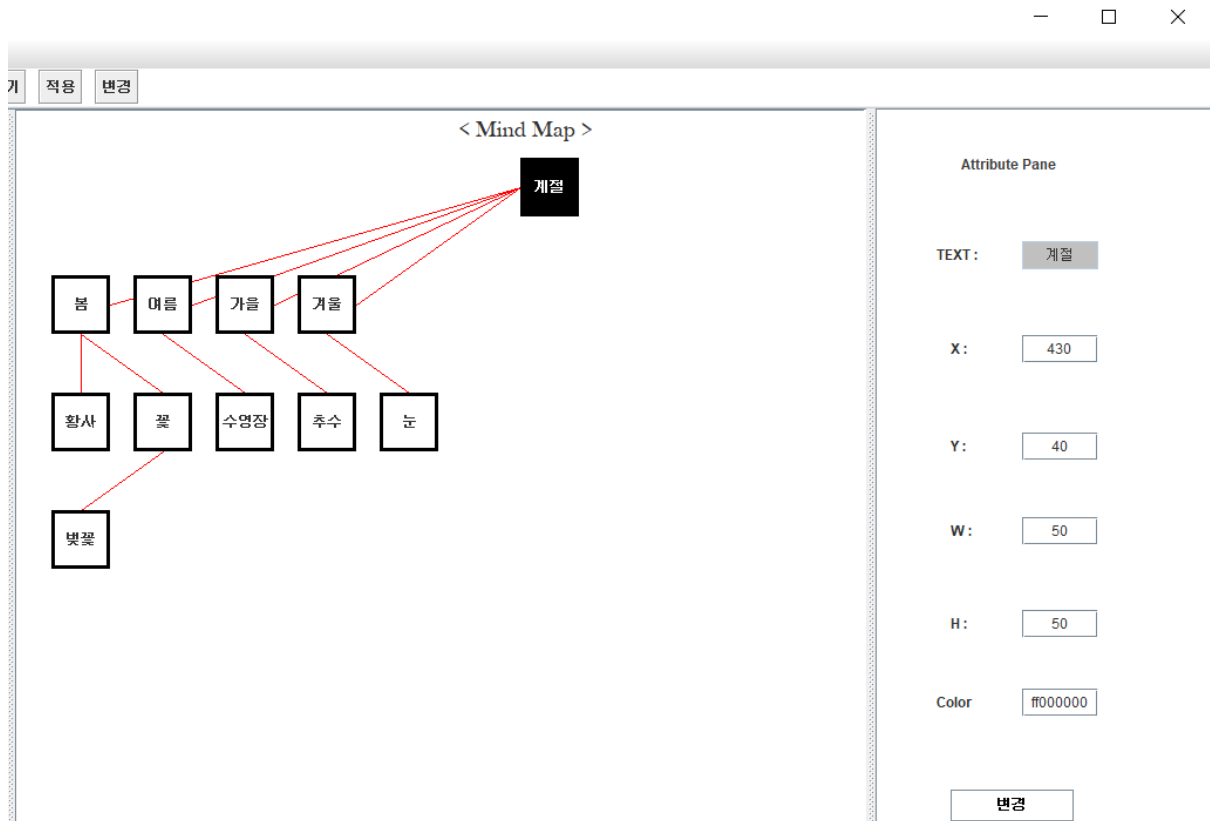 기 적용 변경
< Mind Map >
계절
봄 여름 가을 겨울
황사 꽃 수영장 추수 눈
벚꽃
Attribute Pane
TEXT : 계절
X : 430
Y : 40
W : 50
H : 50
Color ff000000
변경